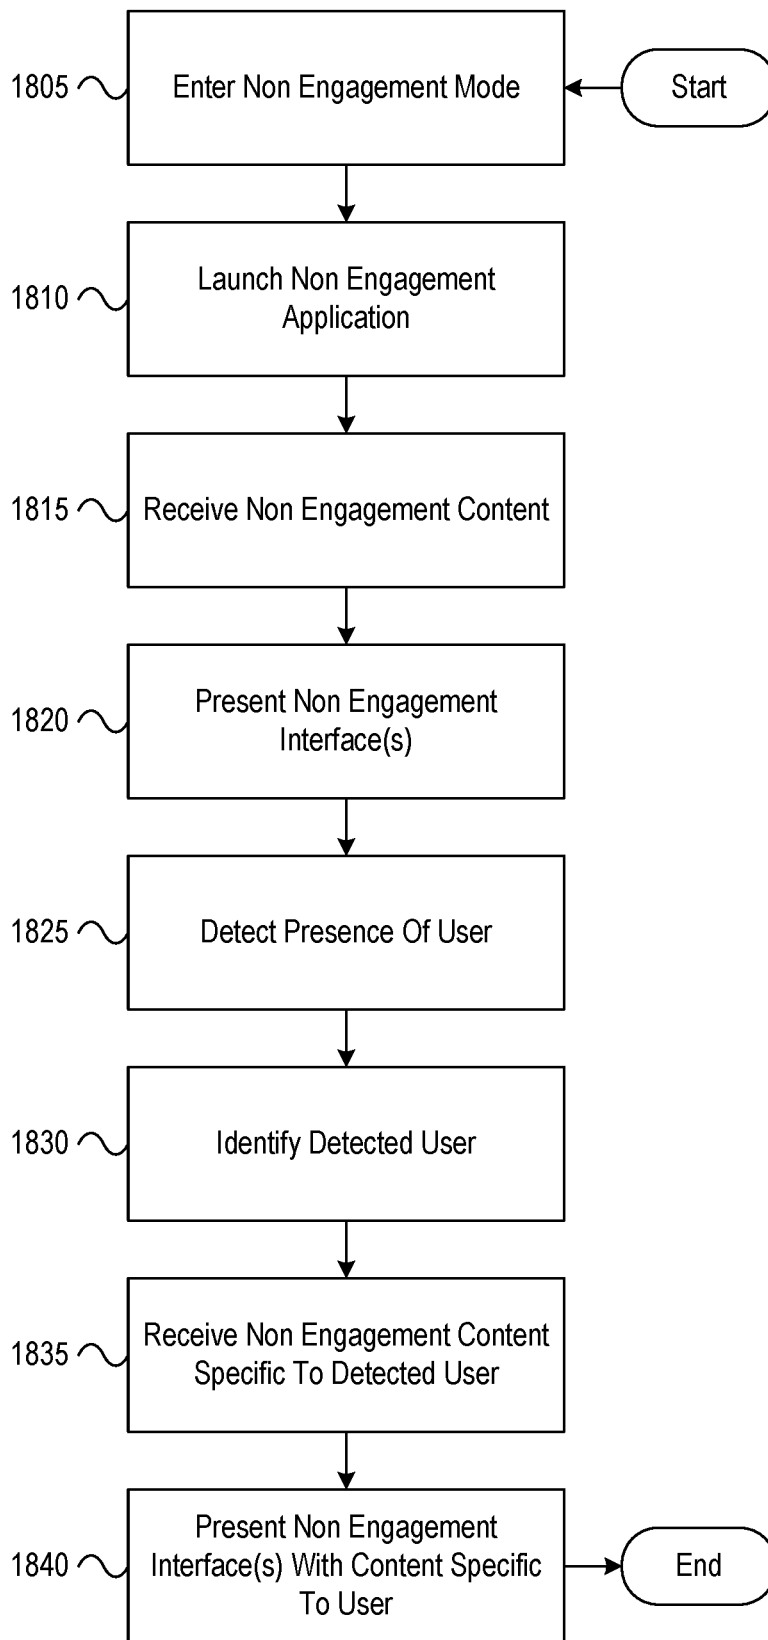 1805
Enter Non Engagement Mode
Start
1810
Launch Non Engagement
Application
1815
Receive Non Engagement Content
1820
Present Non Engagement
Interface(s)
1825
Detect Presence Of User
1830
Identify Detected User
1835
Receive Non Engagement Content
Specific To Detected User
1840
Present Non Engagement
Interface(s) With Content Specific
To User
End